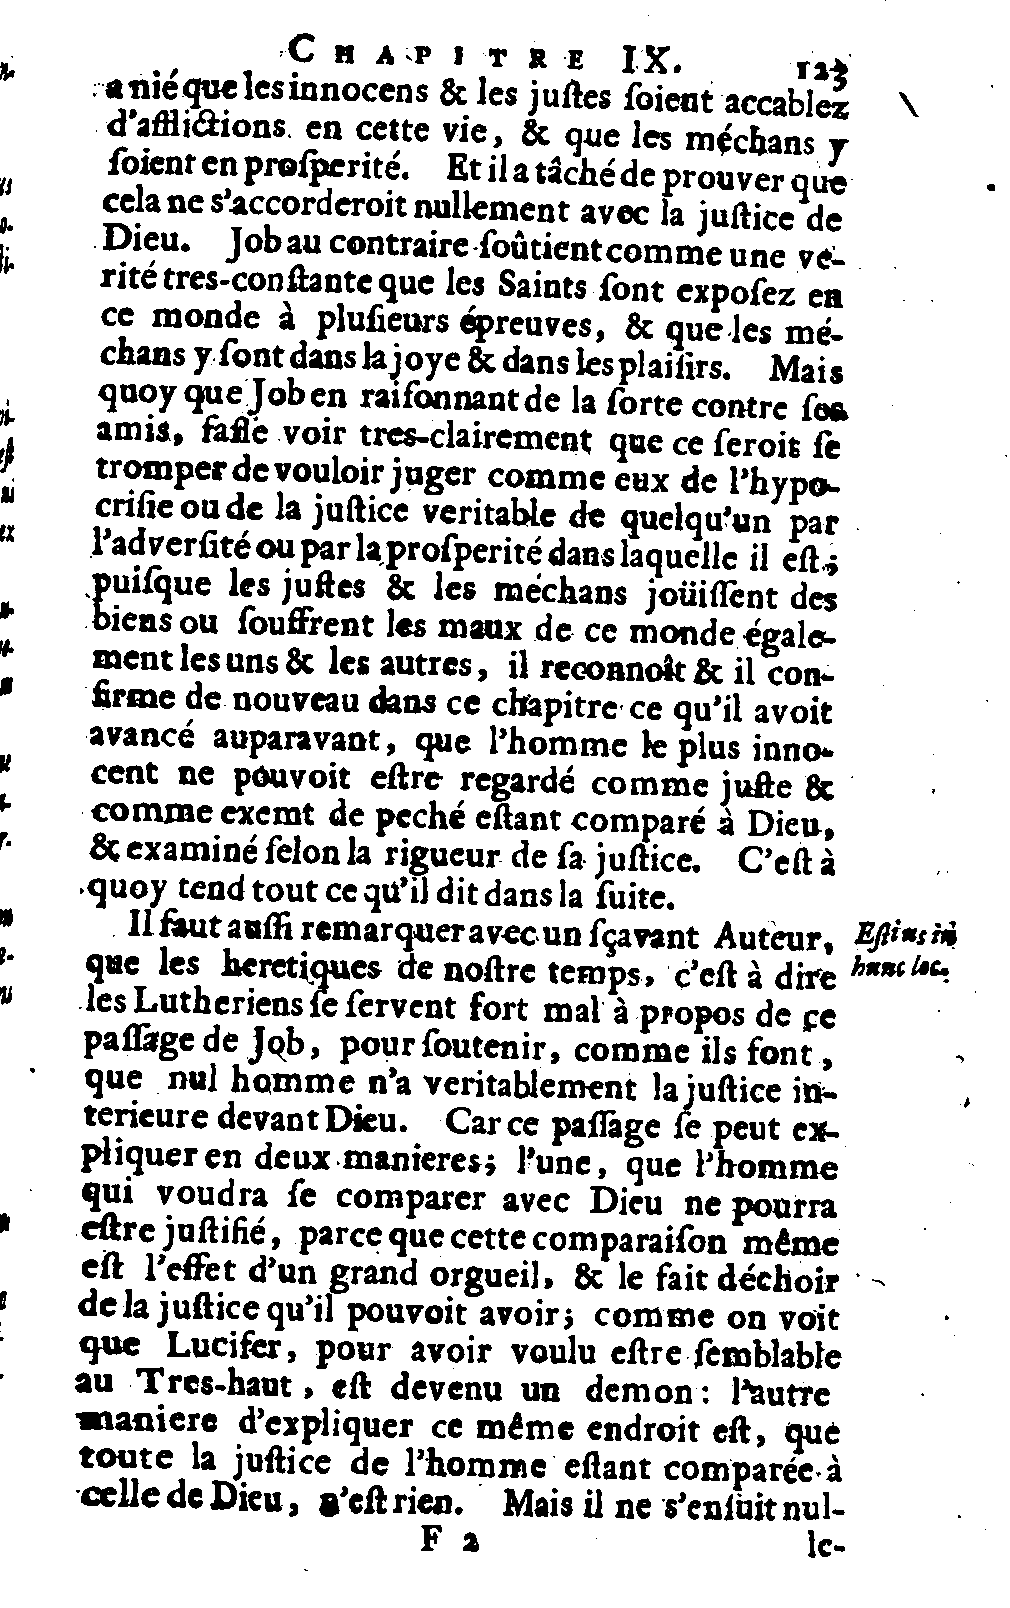 CHAPITRE IX. 123
a nié que les innocens & les juſtes ſoient accablez
d'afflictions en cette vie, & que les méchans y
ſoient en proſperité. Et il a tâché de prouver que
cela ne s'accorderoit nullement avec la juſtice de
Dieu. Job au contraire ſoûtient comme une ve-
rité tres-conſtante que les Saints ſont expoſez en
ce monde à pluſieurs épreuves, & que les mé-
chans y ſont dans la joye & dans les plaiſirs. Mais
quoy que Job en raiſonnant de la ſorte contre ſes
amis, faſſe voir tres-clairement que ce ſeroit ſe
tromper de vouloir juger comme eux de l'hypo-
criſie ou de la juſtice veritable de quelqu'un par
l'adverſité ou par la proſperité dans laquelle il eſt;
puiſque les juſtes & les méchans joüiſſent des
biens ou ſouffrent les maux de ce monde égale-
ment les uns & les autres, il reconnoît & il con-
firme de nouveau dans ce chapitre ce qu'il avoit
avancé auparavant, que l'homme le plus inno-
cent ne pouvoit eſtre regardé comme juſte &
comme exemt de peché eſtant comparé à Dieu,
& examiné ſelon la rigueur de ſa juſtice. C'eſt à
quoy tend tout ce qu'il dit dans la ſuite.
Il faut auſſi remarquer avec un ſçavant Auteur,
que les heretiques de noſtre temps, c'eſt à dire
les Lutheriens ſe ſervent fort mal à propos de ce
paſſage de Job, pour ſoutenir, comme ils font,
que nul homme n'a veritablement la juſtice in-
terieure devant Dieu. Car ce paſſage ſe peut ex-
pliquer en deux manieres; l'une, que l'homme
qui voudra ſe comparer avec Dieu ne pourra
eſtre juſtifié, parce que cette comparaiſon même
eſt l'effet d'un grand orgueil, & le fait déchoir
de la juſtice qu'il pouvoit avoir; comme on voit
que Lucifer, pour avoir voulu eſtre ſemblable
au Tres-haut, eſt devenu un demon: l'autre
maniere d'expliquer ce même endroit eſt, que
toute la juſtice de l'homme eſtant comparée à
celle de Dieu, n'eſt rien. Mais il ne s'enſuit nul-
F 2 le-
Eſtius in
hunc loc.